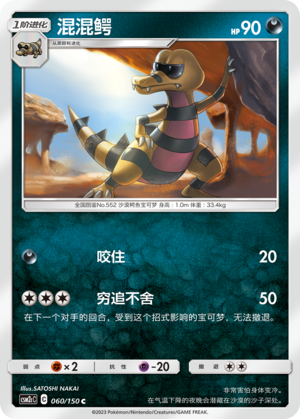 1阶进化
混混鳄
HP90
从黑眼鳄进化
全国图鉴No.552 沙漠鳄鱼宝可梦 身高：1.0m 体重：33.4kg
咬住 20
穷追不舍 50
在下一个对手的回合，受到这个招式影响的宝可梦，无法撤退。
Illus.SATOSHI NAKAI
弱点 ×2 抗性 -20 撤退
CSM2cC G 060/150 C
非常害怕身体变冷。
在气温下降的夜晚会潜藏在沙漠的沙子深处。
©2023 Pokémon/Nintendo/Creatures/GAME FREAK.